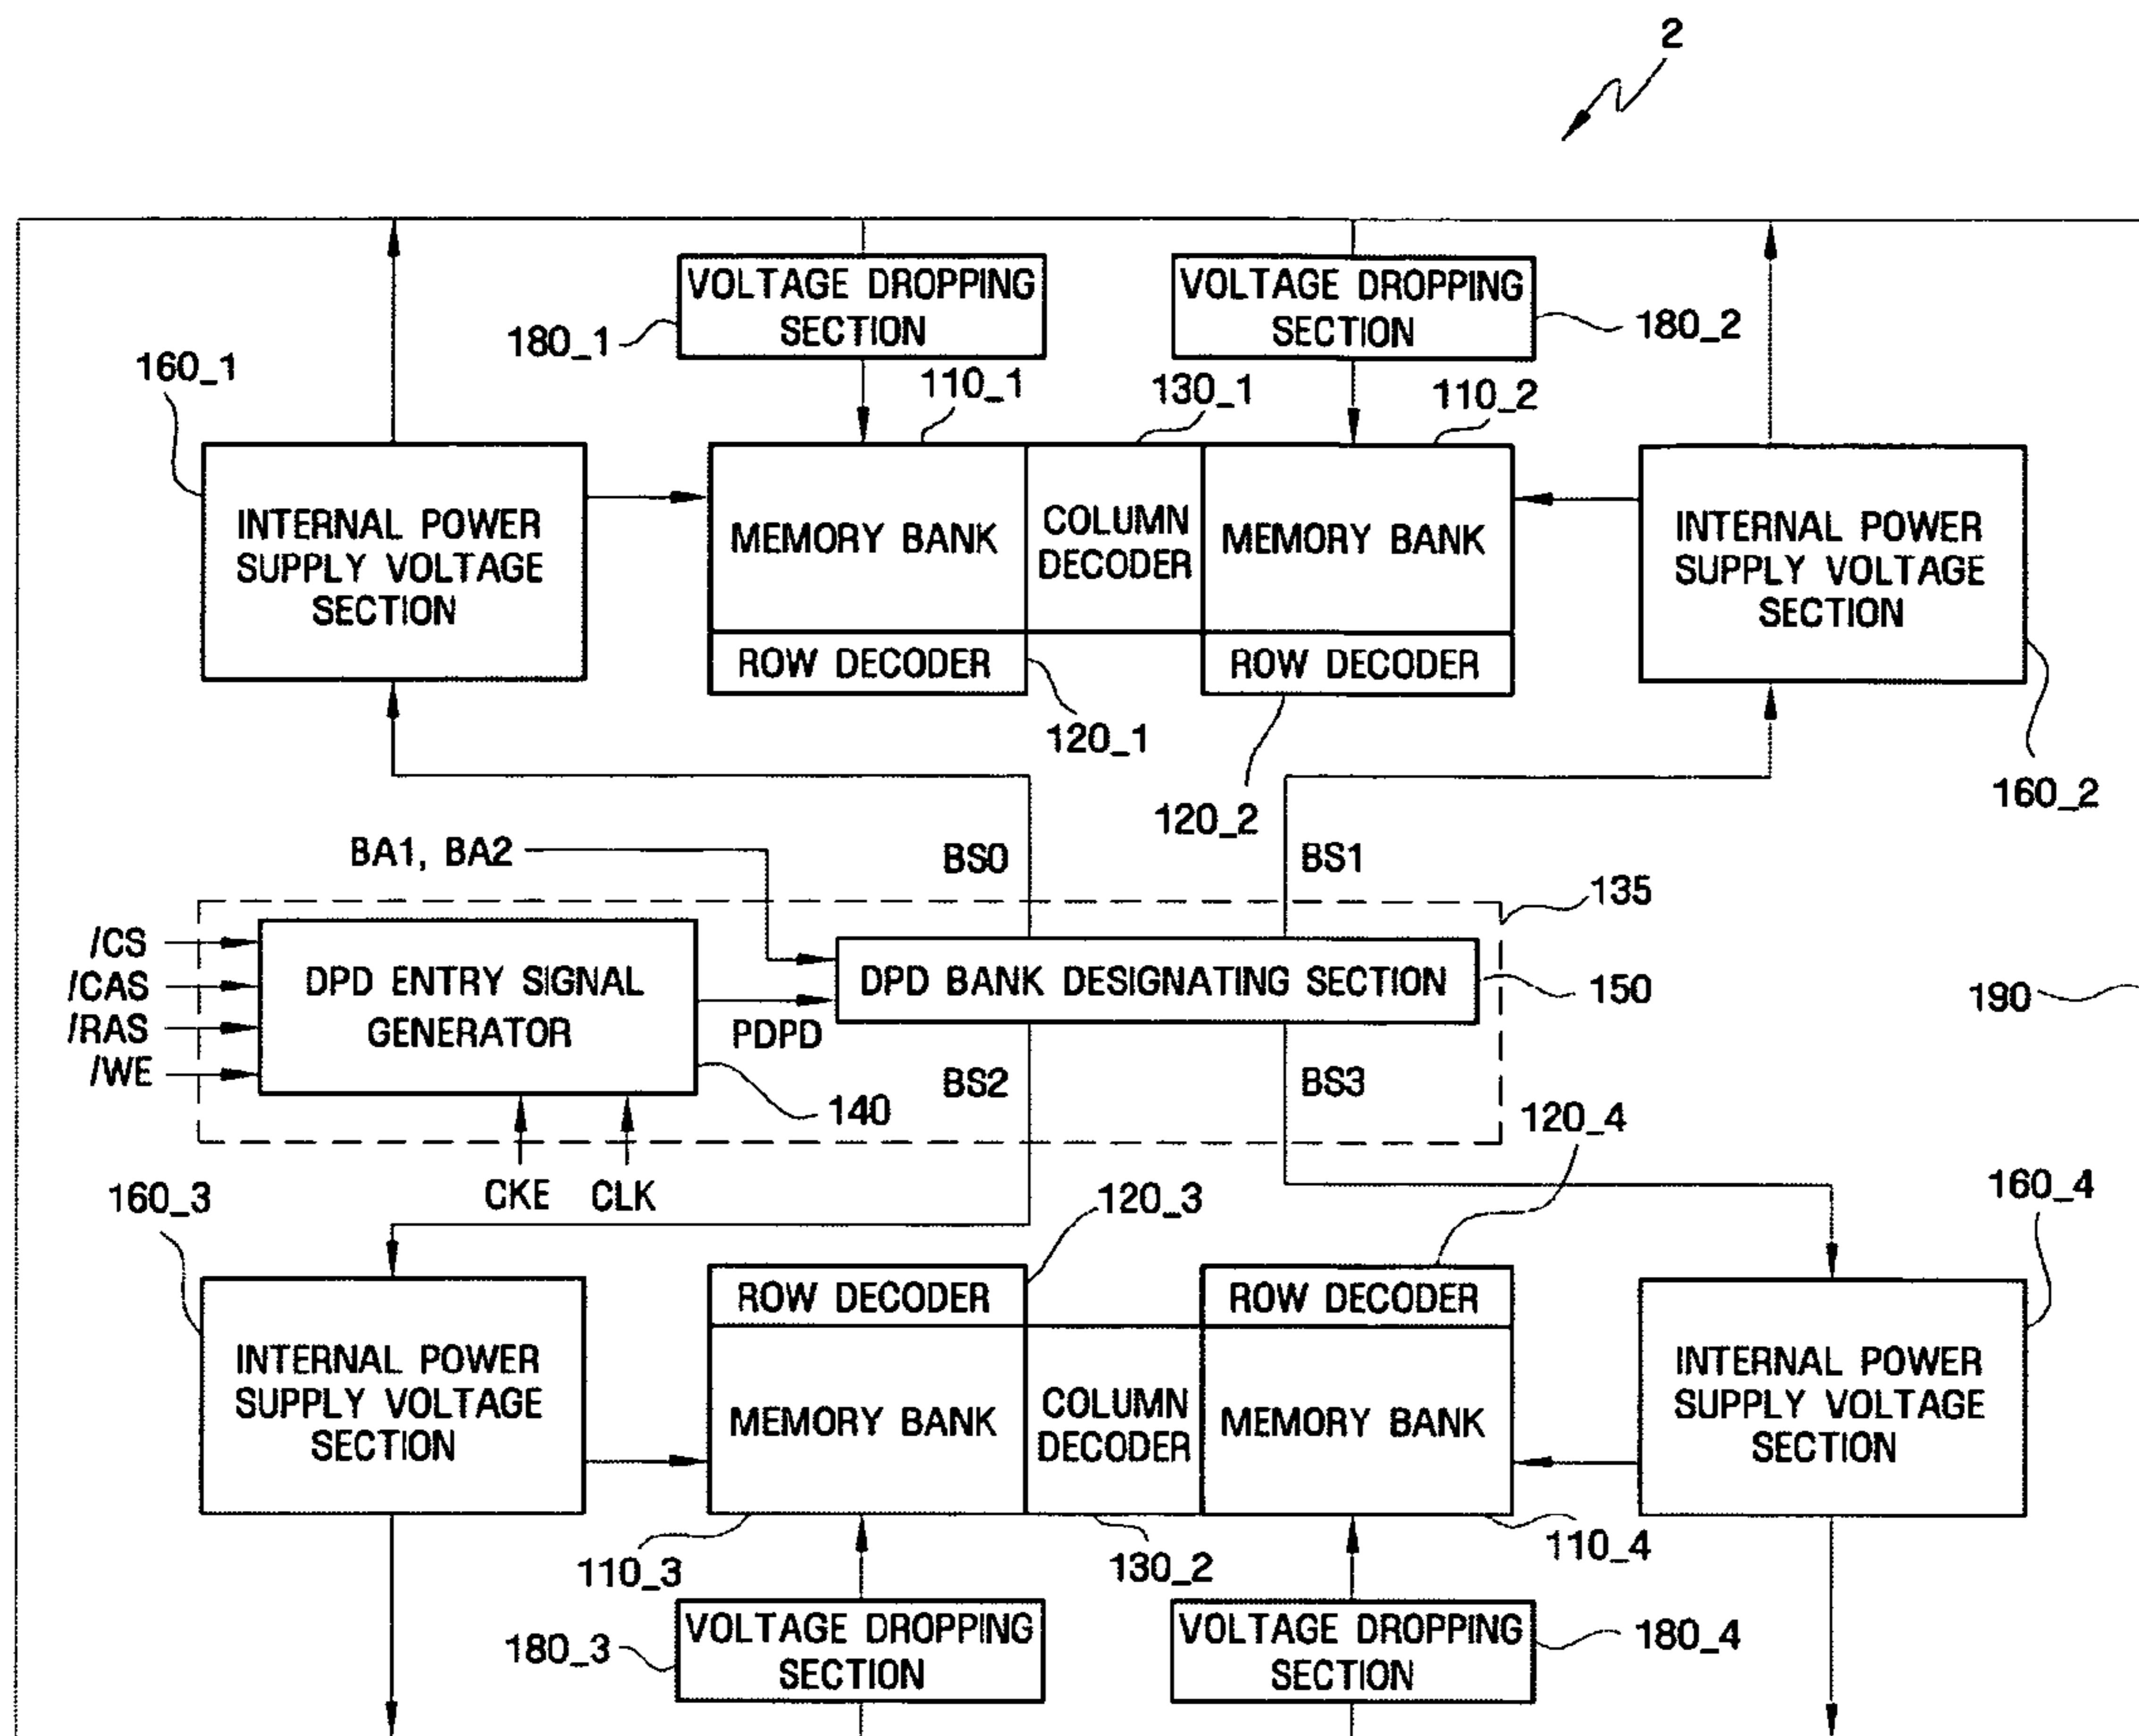 2
VOLTAGE DROPPING
SECTION
180_1
VOLTAGE DROPPING
SECTION
180_2
160_1
110_1
130_1
110_2
INTERNAL POWER
SUPPLY VOLTAGE
SECTION
MEMORY BANK
COLUMN
DECODER
MEMORY BANK
INTERNAL POWER
SUPPLY VOLTAGE
SECTION
ROW DECODER
ROW DECODER
120_1
120_2
160_2
BA1, BA2
BS0
BS1
135
/CS
/CAS
/RAS
/WE
DPD ENTRY SIGNAL
GENERATOR
PDPD
DPD BANK DESIGNATING SECTION
150
190
140
BS2
BS3
CKE
CLK
120_4
160_3
120_3
160_4
ROW DECODER
ROW DECODER
INTERNAL POWER
SUPPLY VOLTAGE
SECTION
MEMORY BANK
COLUMN
DECODER
MEMORY BANK
INTERNAL POWER
SUPPLY VOLTAGE
SECTION
110_3
130_2
110_4
VOLTAGE DROPPING
SECTION
180_3
VOLTAGE DROPPING
SECTION
180_4